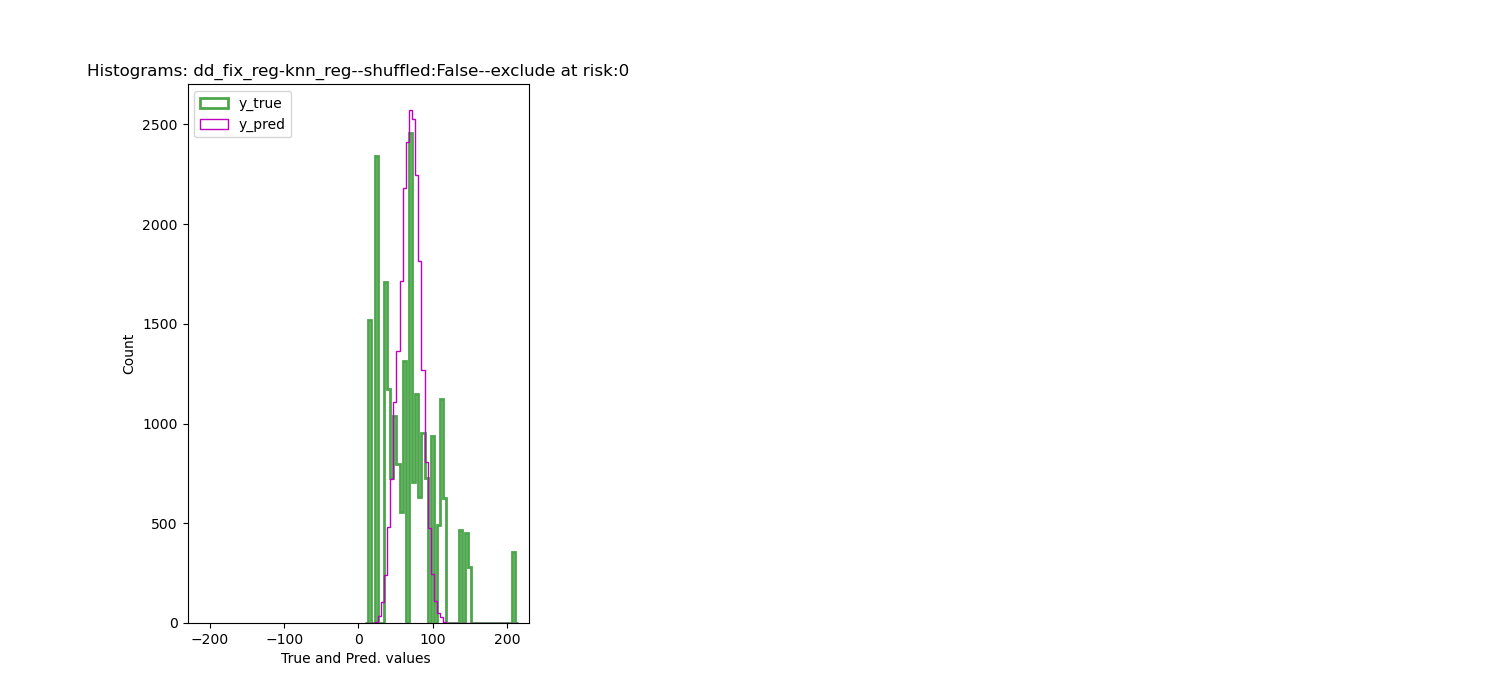 Histograms: dd_fix_reg-knn_reg--shuffled:False--exclude at risk:0
y_true
y_pred
2500
2000
1500
1000
500
0
Count
−200 −100 0 100 200
True and Pred. values